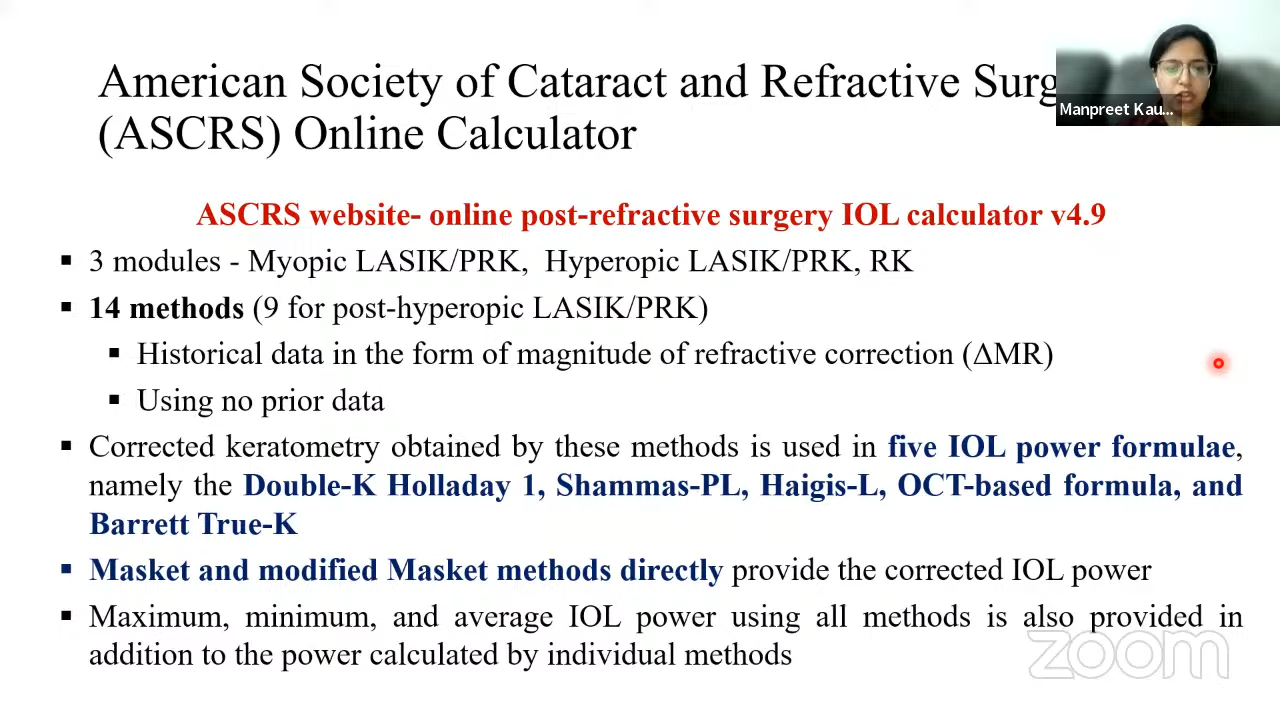 American Society of Cataract and Refractive Surg
(ASCRS) Online Calculator
Manpreet Kau...
ASCRS website- online post-refractive surgery IOL calculator v4.9
▪ 3 modules - Myopic LASIK/PRK, Hyperopic LASIK/PRK, RK
▪ 14 methods (9 for post-hyperopic LASIK/PRK)
▪ Historical data in the form of magnitude of refractive correction (ΔMR)
▪ Using no prior data
▪ Corrected keratometry obtained by these methods is used in five IOL power formulae,
namely the Double-K Holladay 1, Shammas-PL, Haigis-L, OCT-based formula, and
Barrett True-K
▪ Masket and modified Masket methods directly provide the corrected IOL power
▪ Maximum, minimum, and average IOL power using all methods is also provided in
addition to the power calculated by individual methods
zoom